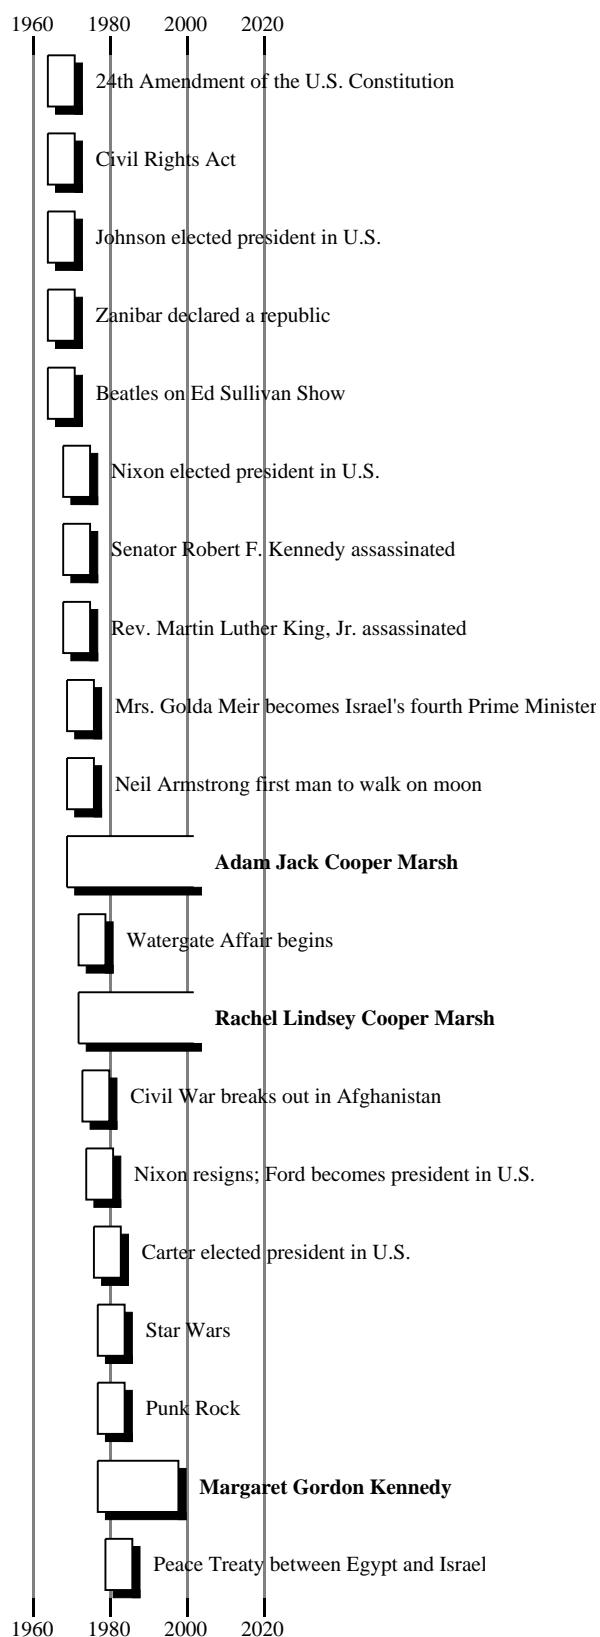 1960 1980 2000 2020
24th Amendment of the U.S. Constitution
Civil Rights Act
Johnson elected president in U.S.
Zanibar declared a republic
Beatles on Ed Sullivan Show
Nixon elected president in U.S.
Senator Robert F. Kennedy assassinated
Rev. Martin Luther King, Jr. assassinated
Mrs. Golda Meir becomes Israel's fourth Prime Minister
Neil Armstrong first man to walk on moon
Adam Jack Cooper Marsh
Watergate Affair begins
Rachel Lindsey Cooper Marsh
Civil War breaks out in Afghanistan
Nixon resigns; Ford becomes president in U.S.
Carter elected president in U.S.
Star Wars
Punk Rock
Margaret Gordon Kennedy
Peace Treaty between Egypt and Israel
1960 1980 2000 2020